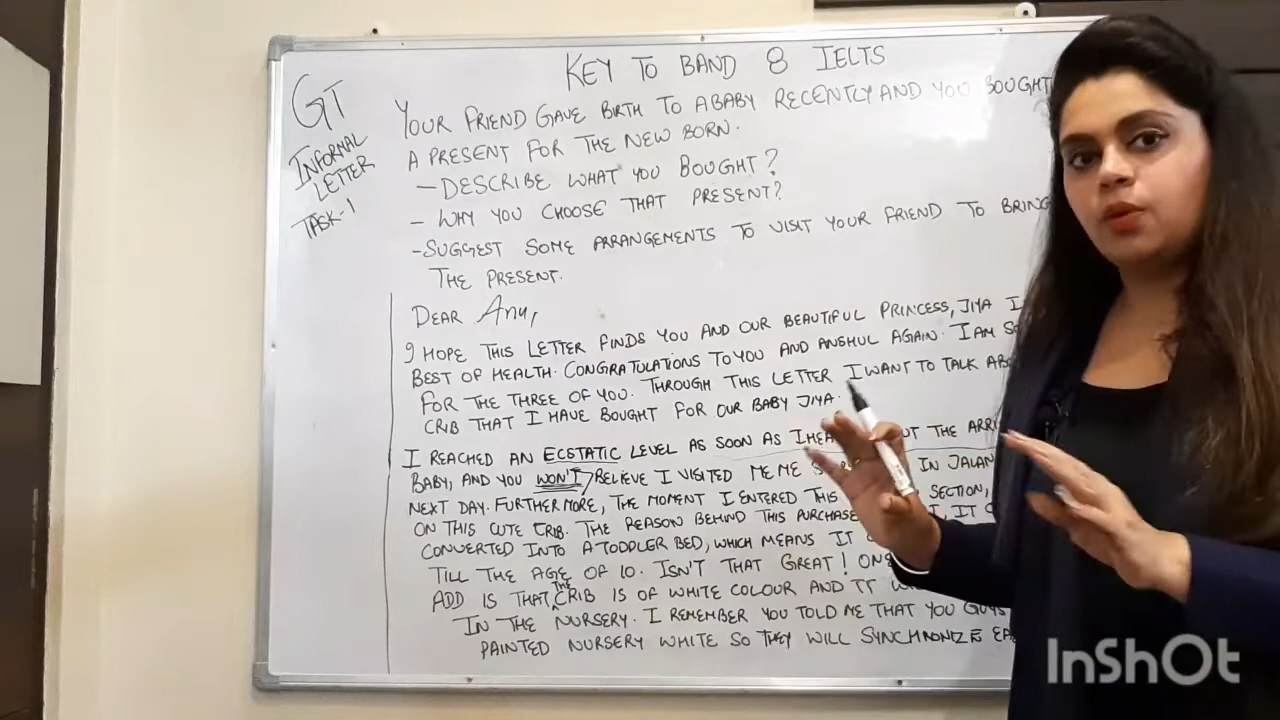 KEY TO BAND 8 IELTS
GT
INFORMAL
LETTER
TASK-1
YOUR FRIEND GAVE BIRTH TO A BABY RECENTLY AND YOU BOUGHT
A PRESENT FOR THE NEW BORN.
- DESCRIBE WHAT YOU BOUGHT?
- WHY YOU CHOOSE THAT PRESENT?
- SUGGEST SOME ARRANGEMENTS TO VISIT YOUR FRIEND TO BRING
THE PRESENT.
DEAR Anu,
I HOPE THIS LETTER FINDS YOU AND OUR BEAUTIFUL PRINCESS, JIYA
BEST OF HEALTH. CONGRATULATIONS TO YOU AND ANSHUL AGAIN. I AM
FOR THE THREE OF YOU. THROUGH THIS LETTER I WANT TO TALK
CRIB THAT I HAVE BOUGHT FOR OUR BABY JIYA.
I REACHED AN ECSTATIC LEVEL AS SOON AS I THE
BABY, AND YOU WON'T BELIEVE I VISITED ME ME IN
NEXT DAY. FURTHERMORE, THE MOMENT I ENTERED THIS SECTION,
ON THIS CUTE CRIB. THE REASON BEHIND THIS IT
CONVERTED INTO A TODDLER BED, WHICH MEANS IT
TILL THE AGE OF 10. ISN'T THAT GREAT!
ADD IS THAT THE CRIB IS OF WHITE COLOUR AND IT
IN THE NURSERY. I REMEMBER YOU TOLD ME THAT YOU GUYS
PAINTED NURSERY WHITE SO THEY WILL SYNCHRONIZE
InShOt